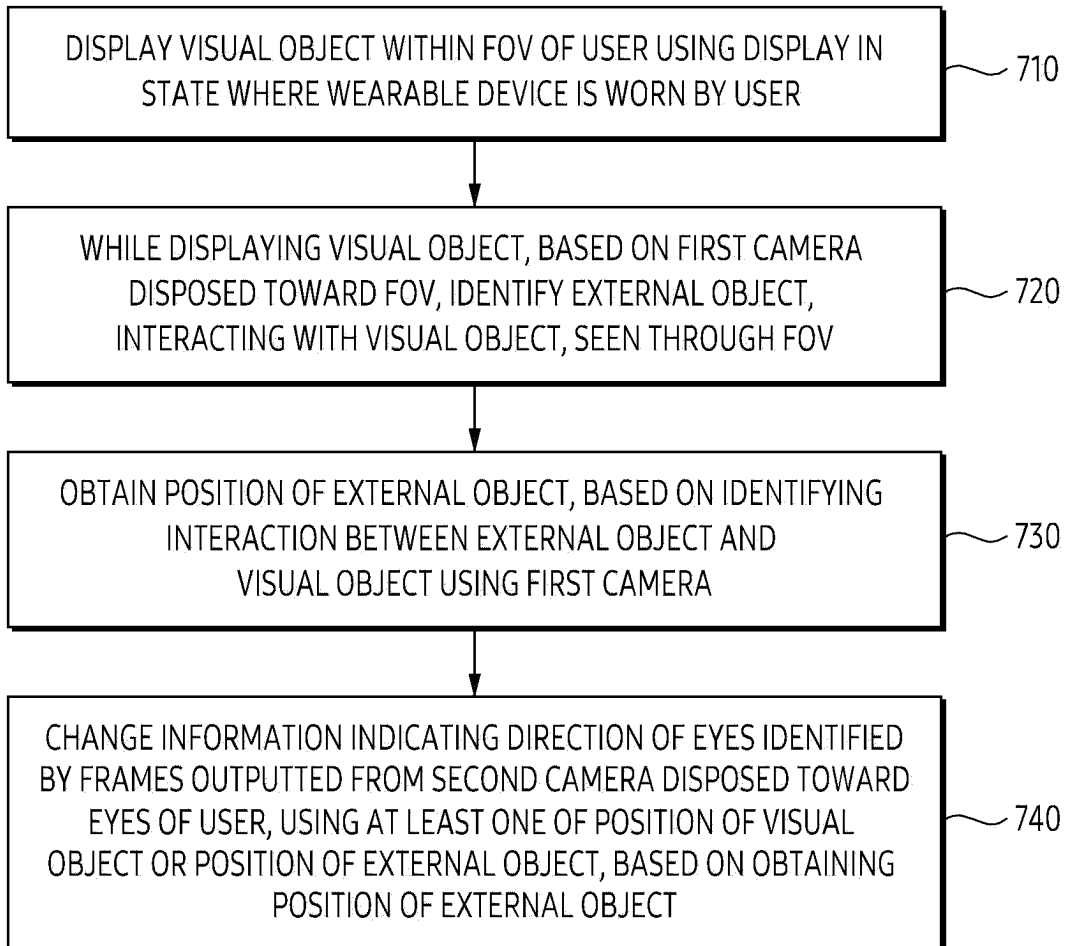 DISPLAY VISUAL OBJECT WITHIN FOV OF USER USING DISPLAY IN
STATE WHERE WEARABLE DEVICE IS WORN BY USER
710
WHILE DISPLAYING VISUAL OBJECT, BASED ON FIRST CAMERA
DISPOSED TOWARD FOV, IDENTIFY EXTERNAL OBJECT,
INTERACTING WITH VISUAL OBJECT, SEEN THROUGH FOV
720
OBTAIN POSITION OF EXTERNAL OBJECT, BASED ON IDENTIFYING
INTERACTION BETWEEN EXTERNAL OBJECT AND
VISUAL OBJECT USING FIRST CAMERA
730
CHANGE INFORMATION INDICATING DIRECTION OF EYES IDENTIFIED
BY FRAMES OUTPUTTED FROM SECOND CAMERA DISPOSED TOWARD
EYES OF USER, USING AT LEAST ONE OF POSITION OF VISUAL
OBJECT OR POSITION OF EXTERNAL OBJECT, BASED ON OBTAINING
POSITION OF EXTERNAL OBJECT
740